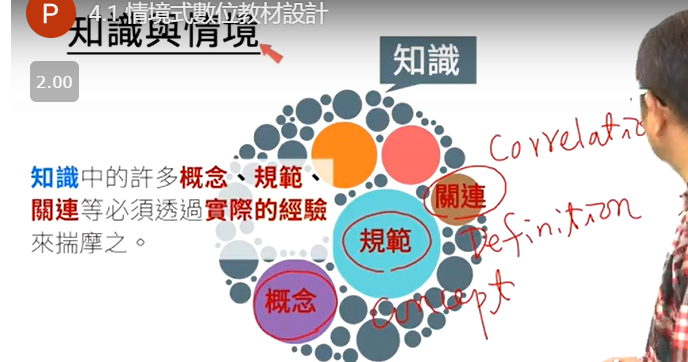 P
4.1 情境式數位教材設計
知識與情境
2.00
知識
Correlatio
知識中的許多概念、規範、
關連等必須透過實際的經驗
來揣摩之。
關連
Definition
規範
概念
concept